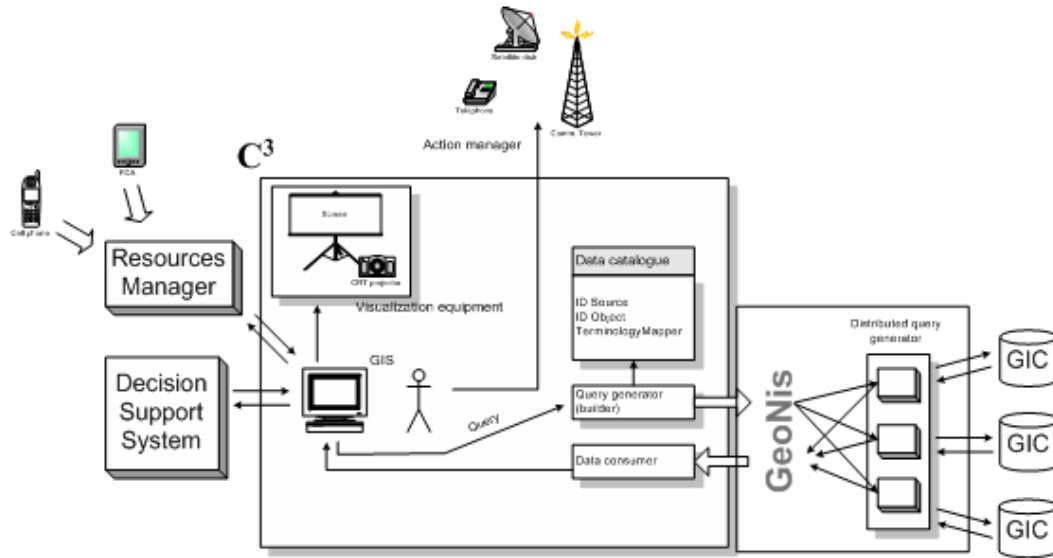 Satellite dish
Telephone
Comm. Tower
Action manager
C³
PDA
Cell phone
Resources
Manager
Screen
CRT projector
Visualization equipment
GIS
Decision
Support
System
Data catalogue
ID Source
ID Object
TerminologyMapper
Query generator
(builder)
Query
Data consumer
GeoNis
Distributed query
generator
GIC
GIC
GIC